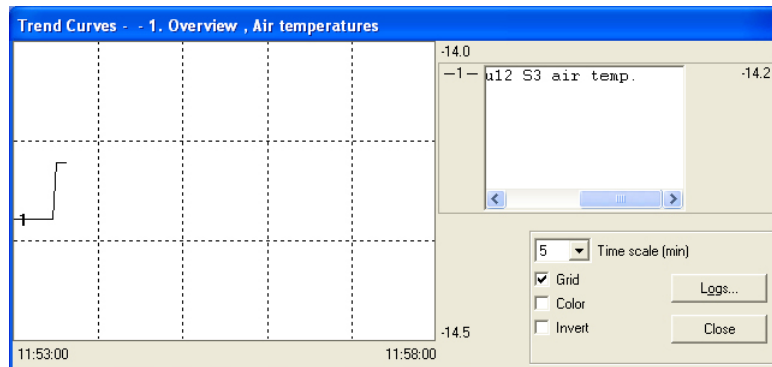 Trend Curves - - 1. Overview , Air temperatures
-14.0
1
u12 S3 air temp.
-14.2
1
5
Time scale (min)
Grid
Color
Invert
Logs...
Close
-14.5
11:53:00
11:58:00